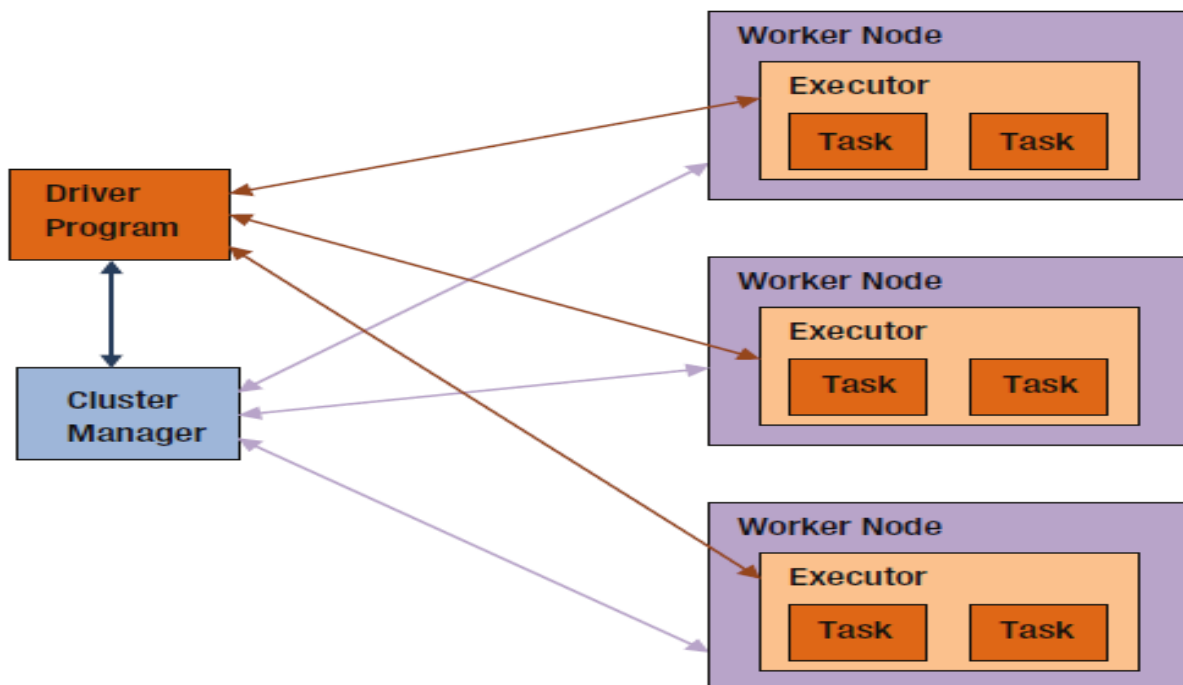 Worker Node
Executor
Task Task
Driver
Program
Worker Node
Executor
Task Task
Cluster
Manager
Worker Node
Executor
Task Task